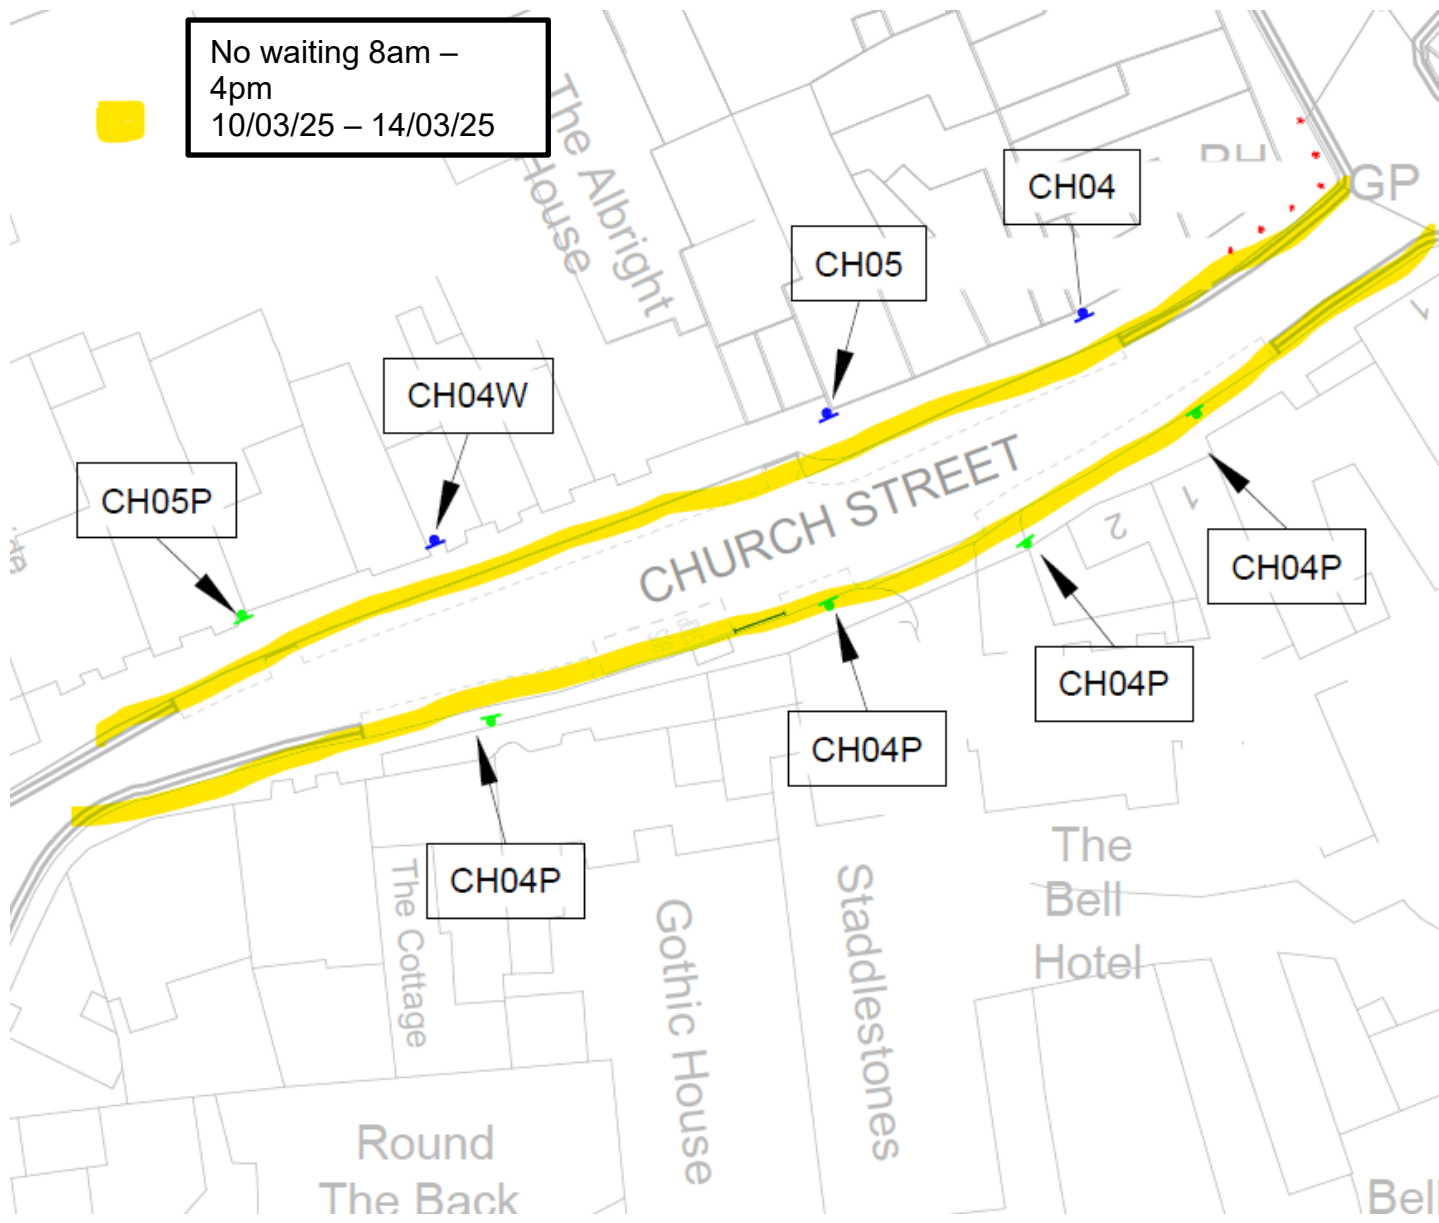 No waiting 8am –
4pm
10/03/25 – 14/03/25
The Albright
House
PH
GP
CH04
CH05
CH04W
CH05P
CHURCH STREET
1
2
1
CH04P
CH04P
CH04P
CH04P
The Cottage
Gothic House
Staddlestones
The
Bell
Hotel
Round
The Back
Bell